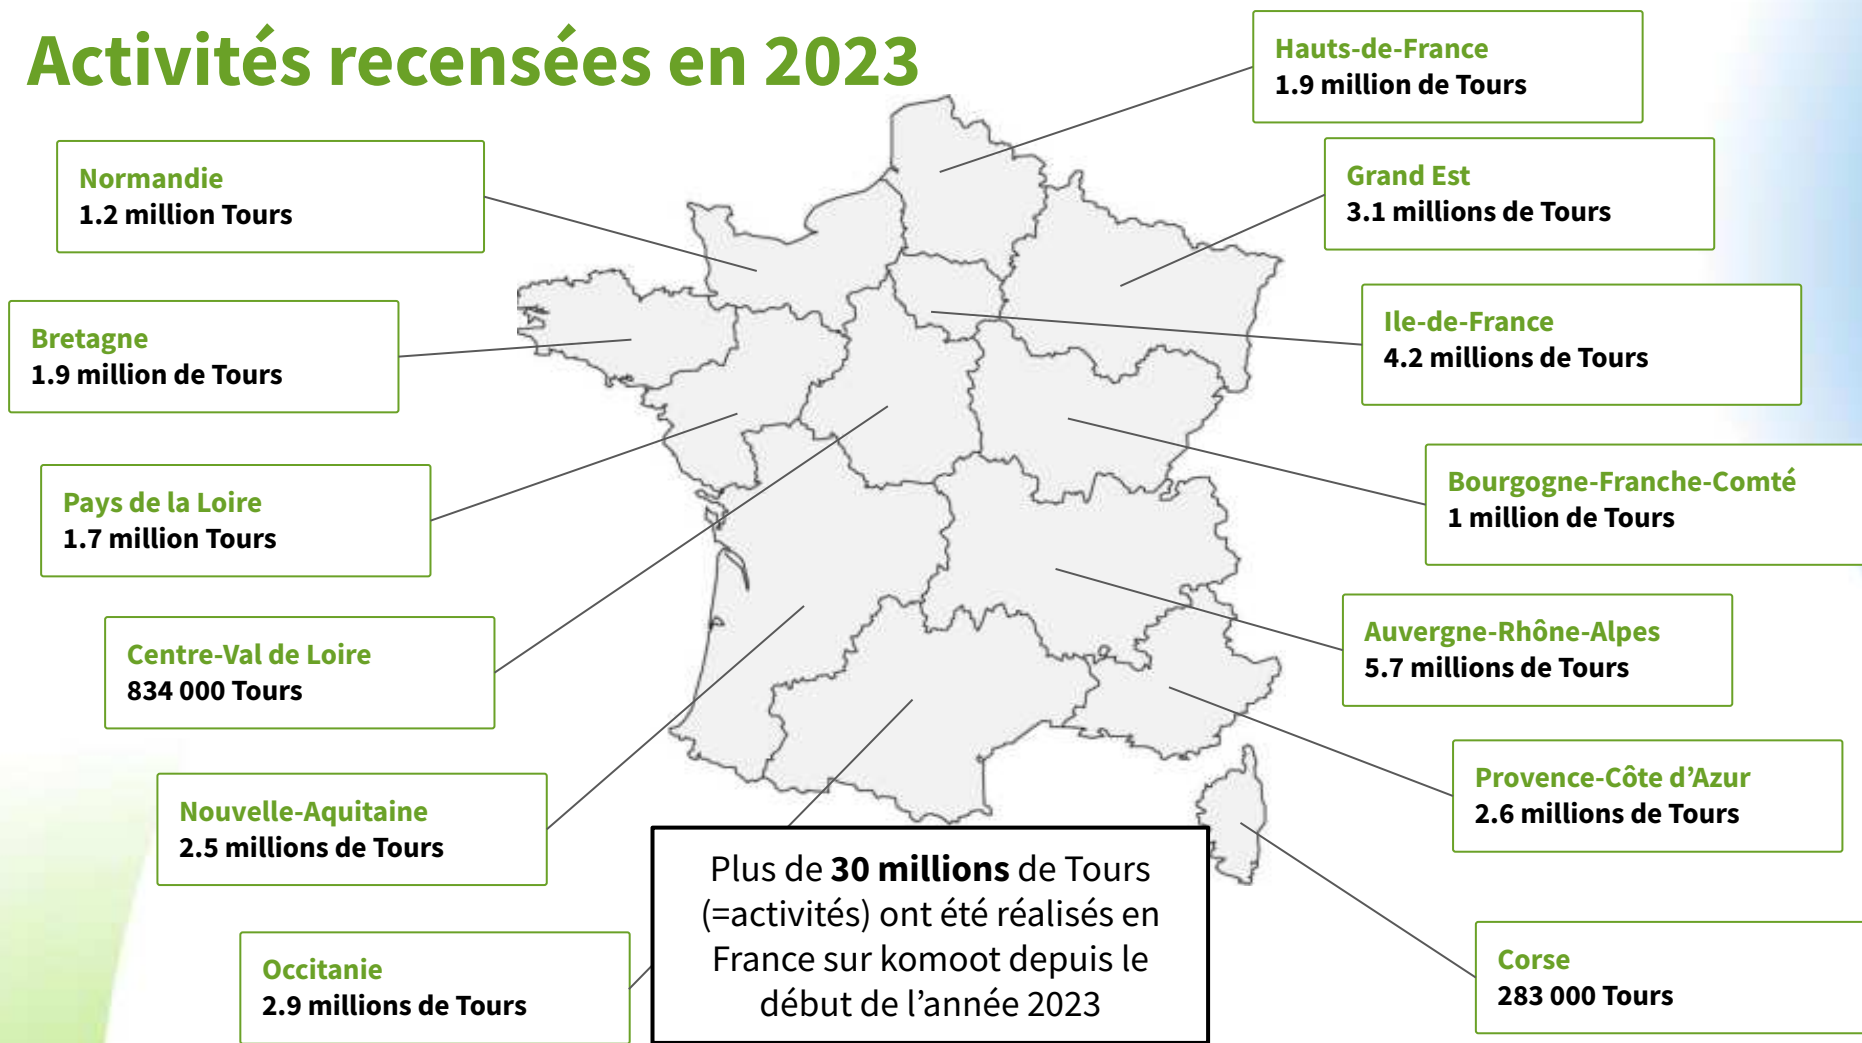 Activités recensées en 2023
Hauts-de-France
1.9 million de Tours
Normandie
1.2 million Tours
Grand Est
3.1 millions de Tours
Bretagne
1.9 million de Tours
Ile-de-France
4.2 millions de Tours
Pays de la Loire
1.7 million Tours
Bourgogne-Franche-Comté
1 million de Tours
Centre-Val de Loire
834 000 Tours
Auvergne-Rhône-Alpes
5.7 millions de Tours
Nouvelle-Aquitaine
2.5 millions de Tours
Provence-Côte d’Azur
2.6 millions de Tours
Occitanie
2.9 millions de Tours
Plus de 30 millions de Tours
(=activités) ont été réalisés en
France sur komoot depuis le
début de l’année 2023
Corse
283 000 Tours